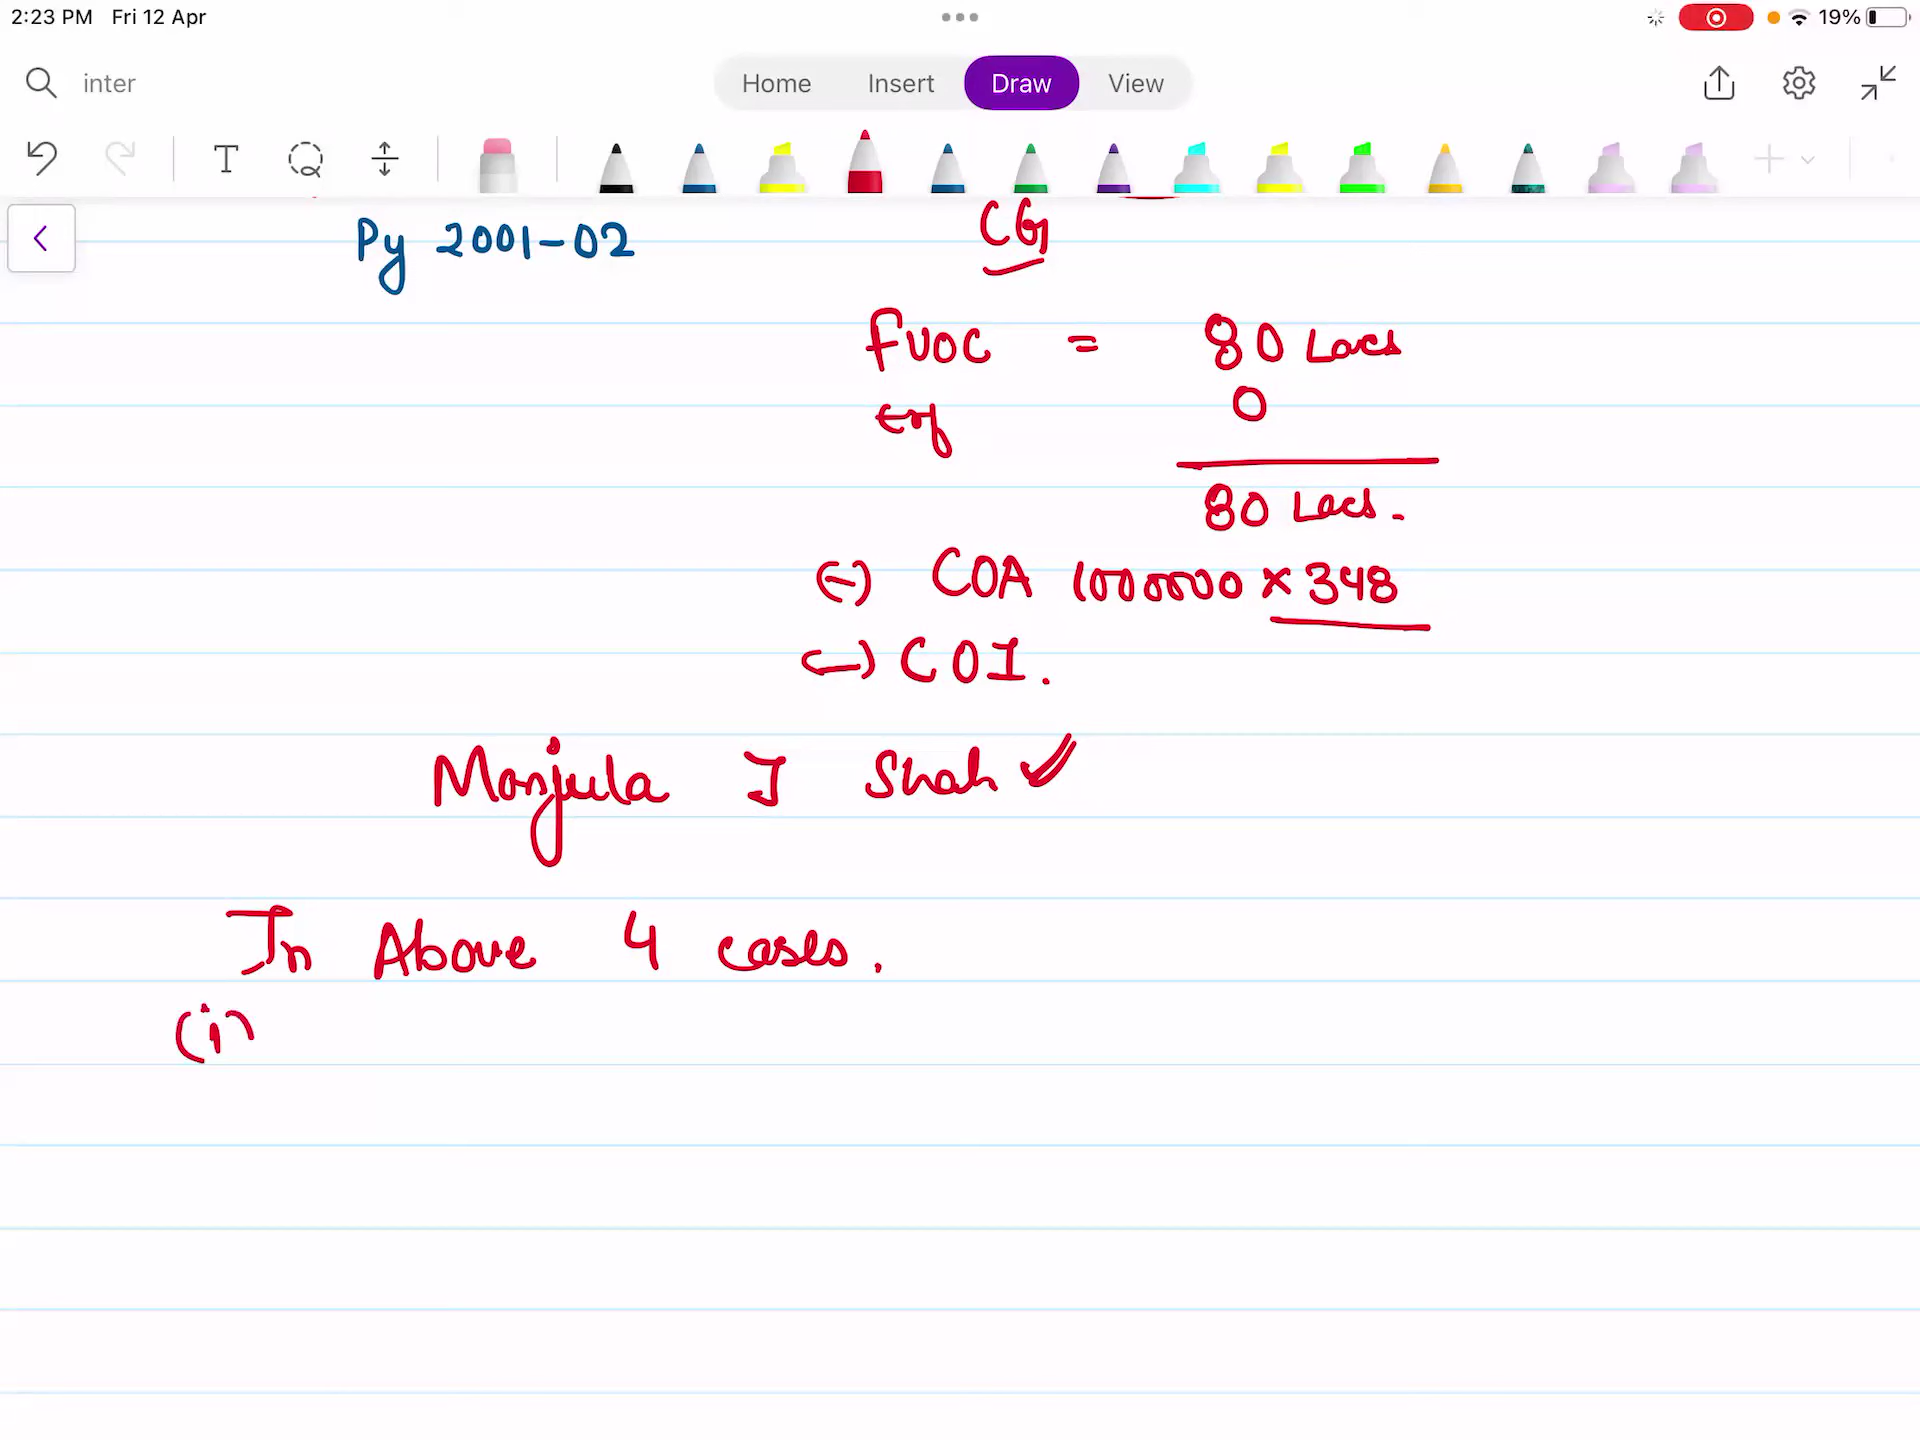 2:23 PM Fri 12 Apr
19%
inter
Home Insert Draw View
T
Py 2001-02
CG
FVOC = 80 Lacs
0
80 Lacs.
(-) COA 1000000 × 348
(-) COI.
Manjula J Shah
In Above 4 cases.
(i)